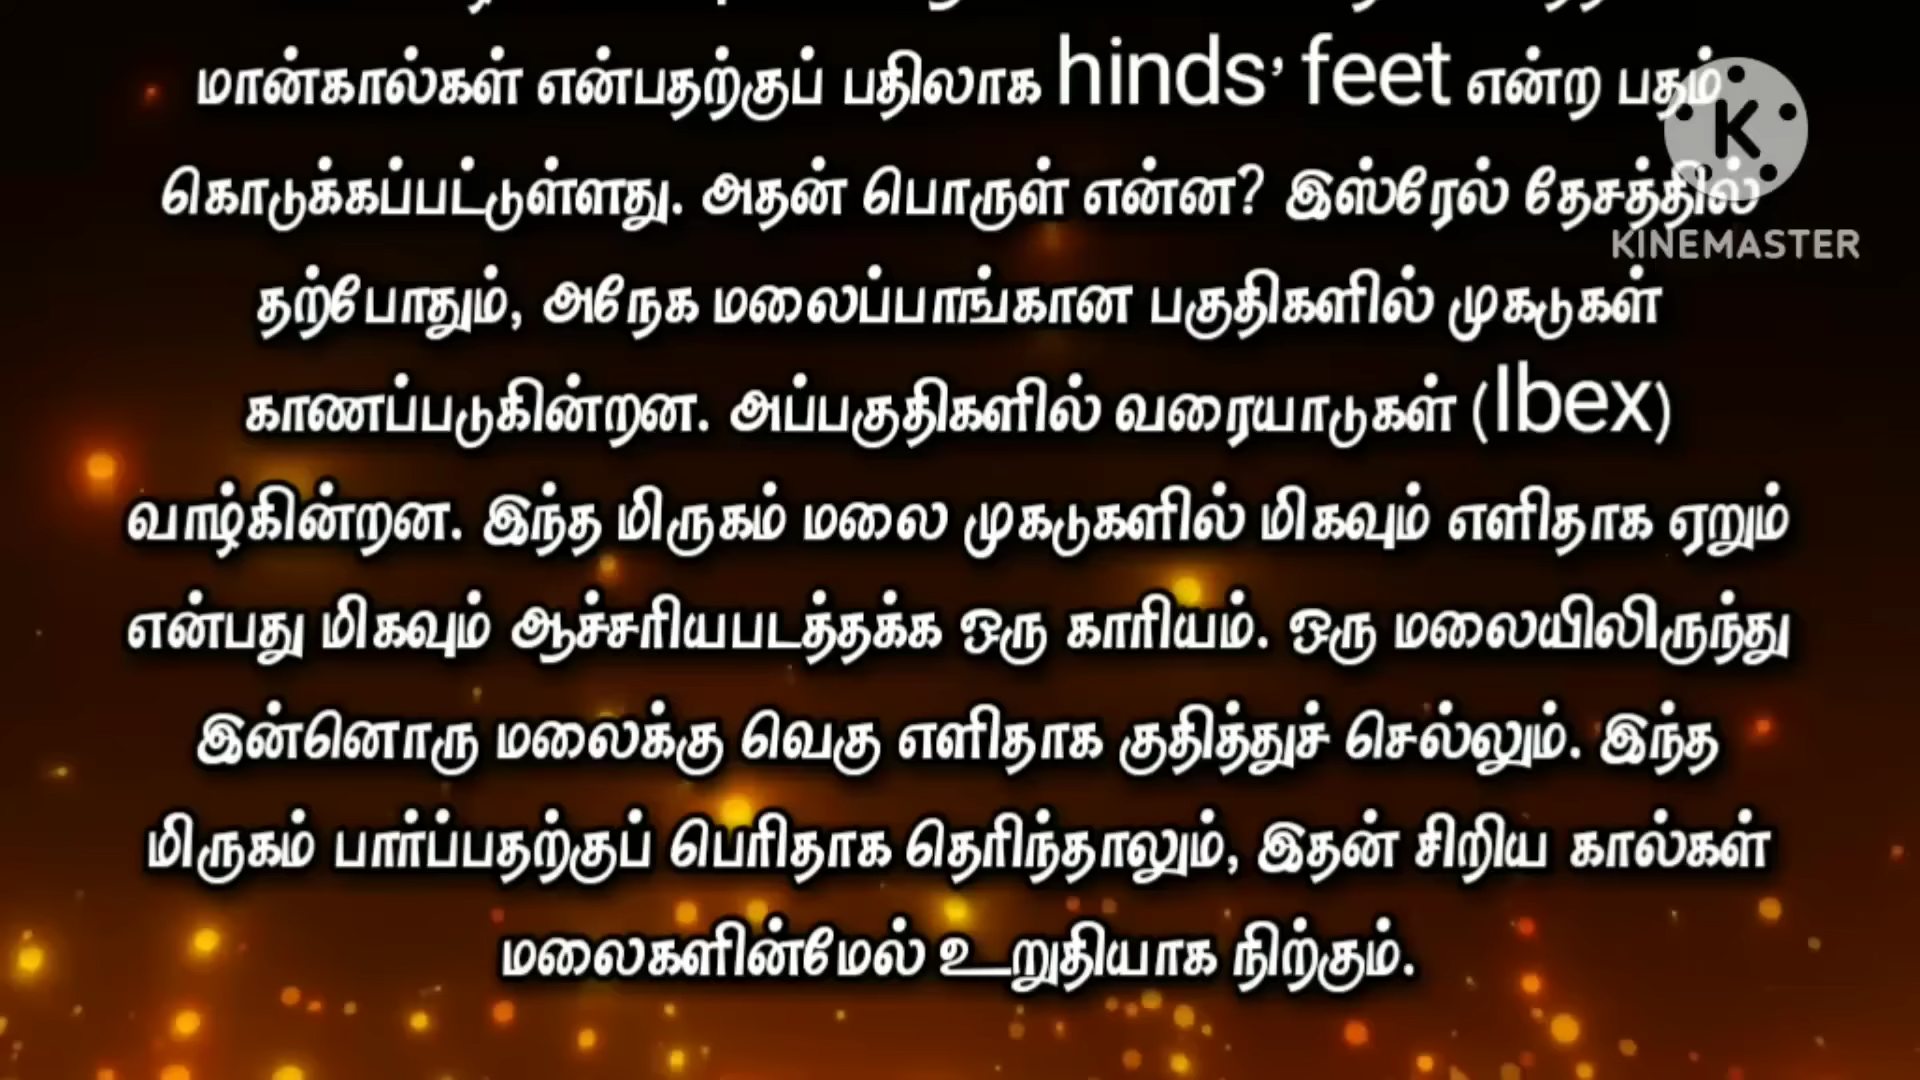 மான்கால்கள் என்பதற்குப் பதிலாக hinds’ feet என்ற பதம்
கொடுக்கப்பட்டுள்ளது. அதன் பொருள் என்ன? இஸ்ரேல் தேசத்தில்
KINEMASTER
தற்போதும், அநேக மலைப்பாங்கான பகுதிகளில் முகடுகள்
காணப்படுகின்றன. அப்பகுதிகளில் வரையாடுகள் (Ibex)
வாழ்கின்றன. இந்த மிருகம் மலை முகடுகளில் மிகவும் எளிதாக ஏறும்
என்பது மிகவும் ஆச்சரியபடத்தக்க ஒரு காரியம். ஒரு மலையிலிருந்து
இன்னொரு மலைக்கு வெகு எளிதாக குதித்துச் செல்லும். இந்த
மிருகம் பார்ப்பதற்குப் பெரிதாக தெரிந்தாலும், இதன் சிறிய கால்கள்
மலைகளின்மேல் உறுதியாக நிற்கும்.